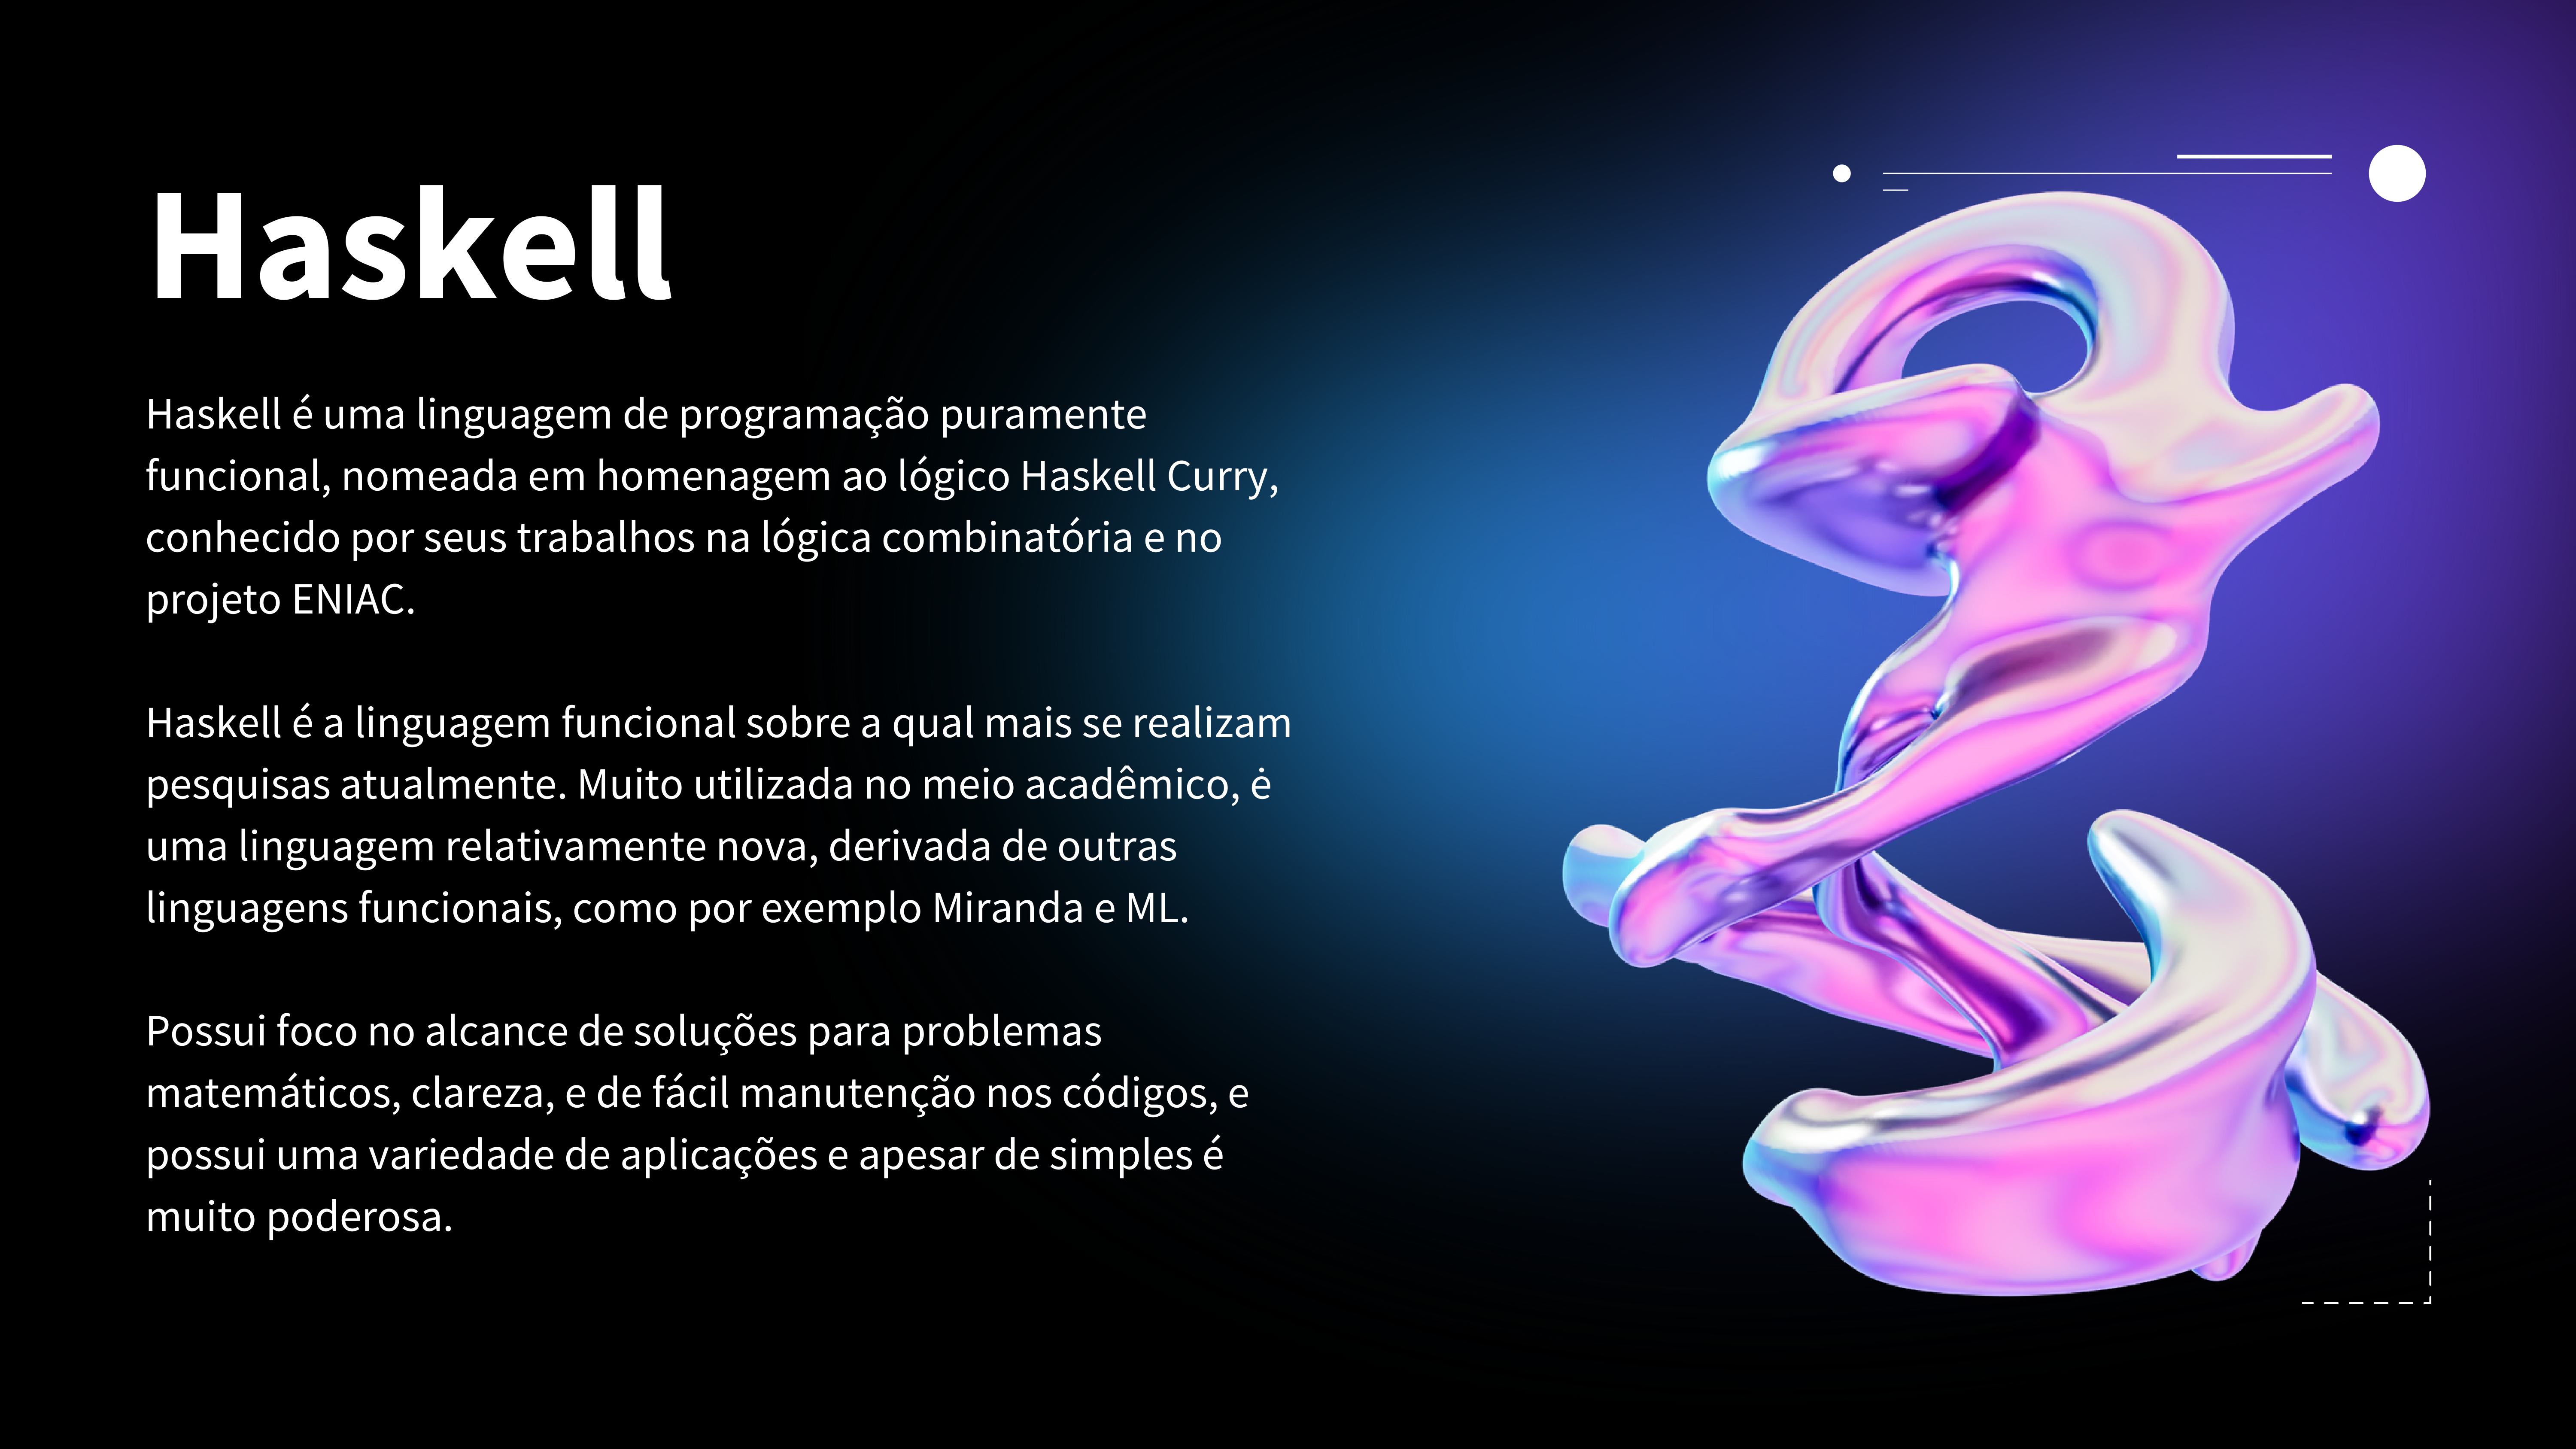 Haskell
Haskell é uma linguagem de programação puramente
funcional, nomeada em homenagem ao lógico Haskell Curry,
conhecido por seus trabalhos na lógica combinatória e no
projeto ENIAC.
Haskell é a linguagem funcional sobre a qual mais se realizam
pesquisas atualmente. Muito utilizada no meio acadêmico, ė
uma linguagem relativamente nova, derivada de outras
linguagens funcionais, como por exemplo Miranda e ML.
Possui foco no alcance de soluções para problemas
matemáticos, clareza, e de fácil manutenção nos códigos, e
possui uma variedade de aplicações e apesar de simples é
muito poderosa.